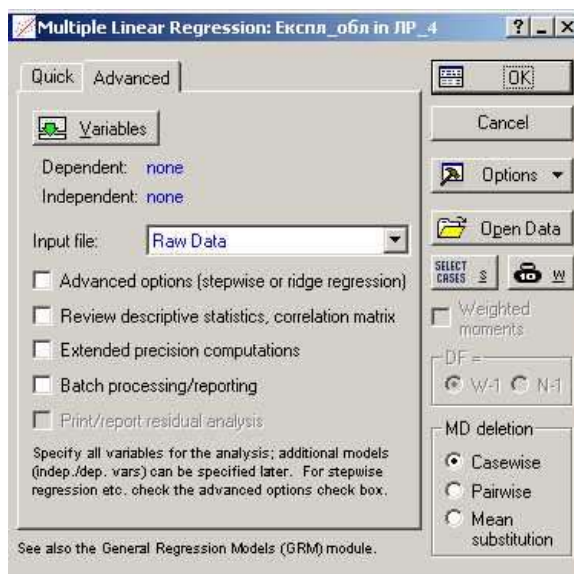 Multiple Linear Regression: Експл_обл in ЛР_4
Quick
Advanced
Variables
Dependent: none
Independent: none
Input file: Raw Data
Advanced options (stepwise or ridge regression)
Review descriptive statistics, correlation matrix
Extended precision computations
Batch processing/reporting
Print/report residual analysis
Specify all variables for the analysis; additional models
(indep./dep. vars) can be specified later. For stepwise
regression etc. check the advanced options check box.
See also the General Regression Models (GRM) module.
OK
Cancel
Options
Open Data
SELECT
CASES S
W
Weighted
moments
DF =
W-1 N-1
MD deletion
Casewise
Pairwise
Mean
substitution